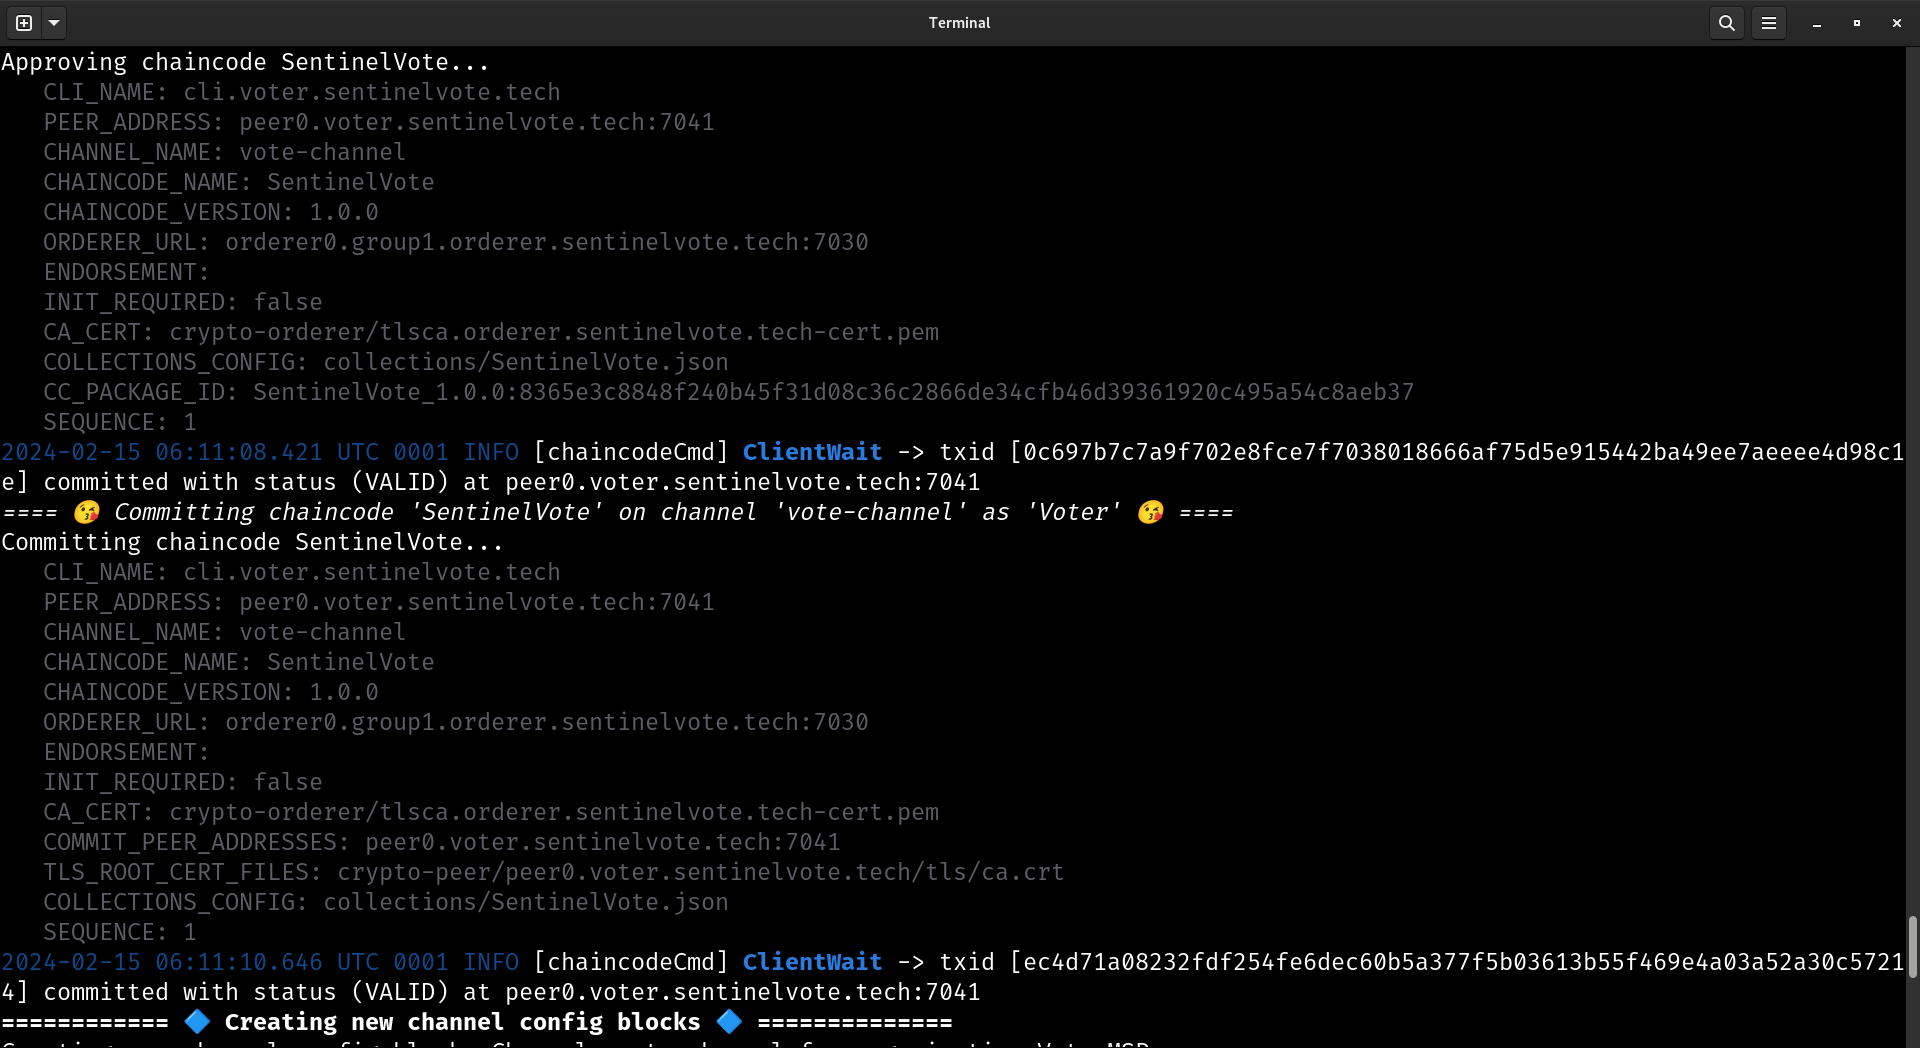 Terminal
Approving chaincode SentinelVote...
CLI_NAME: cli.voter.sentinelvote.tech
PEER_ADDRESS: peer0.voter.sentinelvote.tech:7041
CHANNEL_NAME: vote-channel
CHAINCODE_NAME: SentinelVote
CHAINCODE_VERSION: 1.0.0
ORDERER_URL: orderer0.group1.orderer.sentinelvote.tech:7030
ENDORSEMENT:
INIT_REQUIRED: false
CA_CERT: crypto-orderer/tlsca.orderer.sentinelvote.tech-cert.pem
COLLECTIONS_CONFIG: collections/SentinelVote.json
CC_PACKAGE_ID: SentinelVote_1.0.0:8365e3c8848f240b45f31d08c36c2866de34cfb46d39361920c495a54c8aeb37
SEQUENCE: 1
2024-02-15 06:11:08.421 UTC 0001 INFO [chaincodeCmd] ClientWait -> txid [0c697b7c7a9f702e8fce7f7038018666af75d5e915442ba49ee7aeeee4d98c1
e] committed with status (VALID) at peer0.voter.sentinelvote.tech:7041
==== 😘 Committing chaincode 'SentinelVote' on channel 'vote-channel' as 'Voter' 😘 ====
Committing chaincode SentinelVote...
CLI_NAME: cli.voter.sentinelvote.tech
PEER_ADDRESS: peer0.voter.sentinelvote.tech:7041
CHANNEL_NAME: vote-channel
CHAINCODE_NAME: SentinelVote
CHAINCODE_VERSION: 1.0.0
ORDERER_URL: orderer0.group1.orderer.sentinelvote.tech:7030
ENDORSEMENT:
INIT_REQUIRED: false
CA_CERT: crypto-orderer/tlsca.orderer.sentinelvote.tech-cert.pem
COMMIT_PEER_ADDRESSES: peer0.voter.sentinelvote.tech:7041
TLS_ROOT_CERT_FILES: crypto-peer/peer0.voter.sentinelvote.tech/tls/ca.crt
COLLECTIONS_CONFIG: collections/SentinelVote.json
SEQUENCE: 1
2024-02-15 06:11:10.646 UTC 0001 INFO [chaincodeCmd] ClientWait -> txid [ec4d71a08232fdf254fe6dec60b5a377f5b03613b55f469e4a03a52a30c5721
4] committed with status (VALID) at peer0.voter.sentinelvote.tech:7041
============ 🔷 Creating new channel config blocks 🔷 ==============